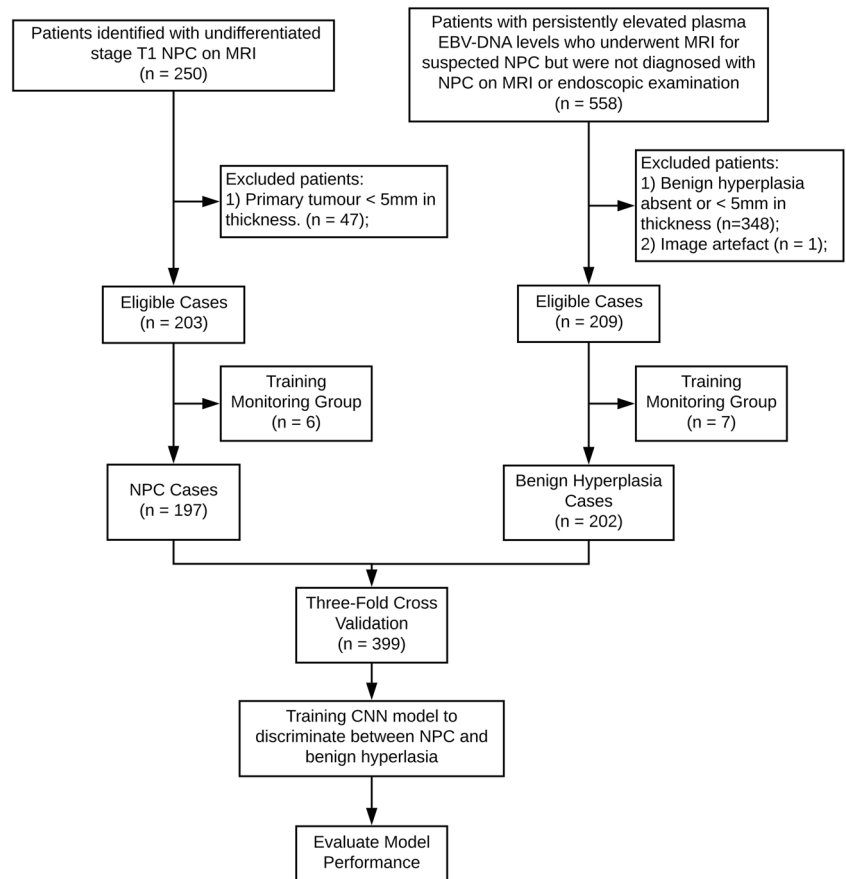 Patients identified with undifferentiated
stage T1 NPC on MRI
(n = 250)
Patients with persistently elevated plasma
EBV-DNA levels who underwent MRI for
suspected NPC but were not diagnosed with
NPC on MRI or endoscopic examination
(n = 558)
Excluded patients:
1) Primary tumour < 5mm in
thickness. (n = 47);
Excluded patients:
1) Benign hyperplasia
absent or < 5mm in
thickness (n=348);
2) Image artefact (n = 1);
Eligible Cases
(n = 203)
Eligible Cases
(n = 209)
Training
Monitoring Group
(n = 6)
Training
Monitoring Group
(n = 7)
NPC Cases
(n = 197)
Benign Hyperplasia
Cases
(n = 202)
Three-Fold Cross
Validation
(n = 399)
Training CNN model to
discriminate between NPC and
benign hyperlasia
Evaluate Model
Performance